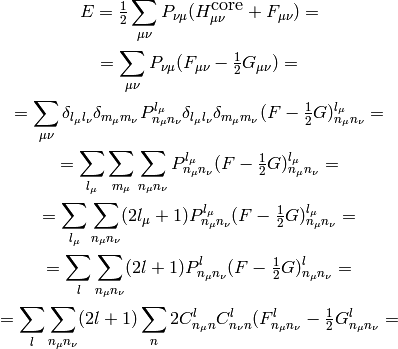 E = ½ ∑_{μν} P_{νμ}(H_{μν}^{core} + F_{μν}) =
= ∑_{μν} P_{νμ}(F_{μν} − ½G_{μν}) =
= ∑_{μν} δ_{l_μ l_ν} δ_{m_μ m_ν} P^{l_μ}_{n_μ n_ν} δ_{l_μ l_ν} δ_{m_μ m_ν} (F − ½G)^{l_μ}_{n_μ n_ν} =
= ∑_{l_μ} ∑_{m_μ} ∑_{n_μ n_ν} P^{l_μ}_{n_μ n_ν} (F − ½G)^{l_μ}_{n_μ n_ν} =
= ∑_{l_μ} ∑_{n_μ n_ν} (2l_μ + 1) P^{l_μ}_{n_μ n_ν} (F − ½G)^{l_μ}_{n_μ n_ν} =
= ∑_{l} ∑_{n_μ n_ν} (2l + 1) P^{l}_{n_μ n_ν} (F − ½G)^{l}_{n_μ n_ν} =
= ∑_{l} ∑_{n_μ n_ν} (2l + 1) ∑_{n} 2C^{l}_{n_μ n} C^{l}_{n_ν n} (F^{l}_{n_μ n_ν} − ½G^{l}_{n_μ n_ν} =